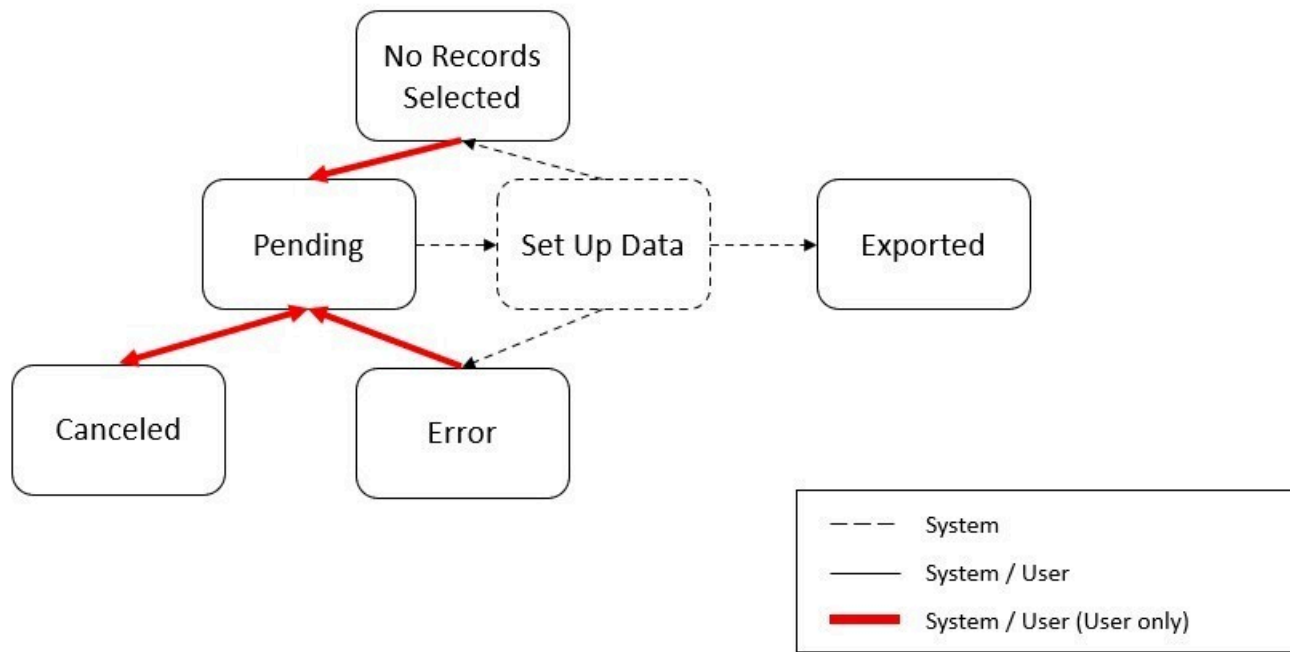 No Records
Selected
Pending
Set Up Data
Exported
Canceled
Error
System
System / User
System / User (User only)